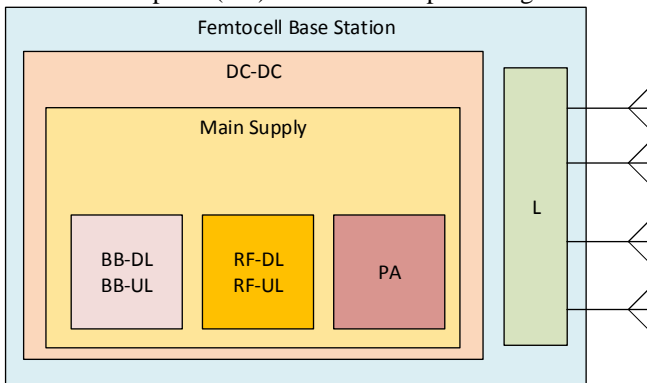 Femtocell Base Station
DC-DC
Main Supply
L
BB-DL
BB-UL
RF-DL
RF-UL
PA